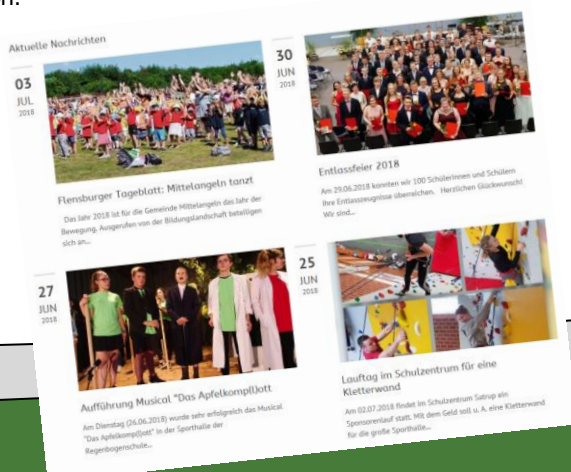 en.
Aktuelle Nachrichten
03
JUL
2018
Flensburger Tageblatt: Mittelangeln tanzt
Das Jahr 2018 ist für die Gemeinde Mittelangeln das Jahr der
Bewegung. Ausgerufen von der Bildungslandschaft beteiligen
sich an...
30
JUN
2018
Entlassfeier 2018
Am 29.06.2018 konnten wir 100 Schülerinnen und Schülern
Ihre Entlasszeugnisse überreichen. Herzlichen Glückwunsch!
Wir sind...
27
JUN
2018
Aufführung Musical "Das Apfelkomp(l)ott
Am Dienstag (26.06.2018) wurde sehr erfolgreich das Musical
"Das Apfelkomp(l)ott" in der Sporthalle der
Regenbogenschule...
25
JUN
2018
Lauftag im Schulzentrum für eine
Kletterwand
Am 02.07.2018 findet im Schulzentrum Satrup ein
Sponsorenlauf statt. Mit dem Geld soll u. A. eine Kletterwand
für die große Sporthalle...